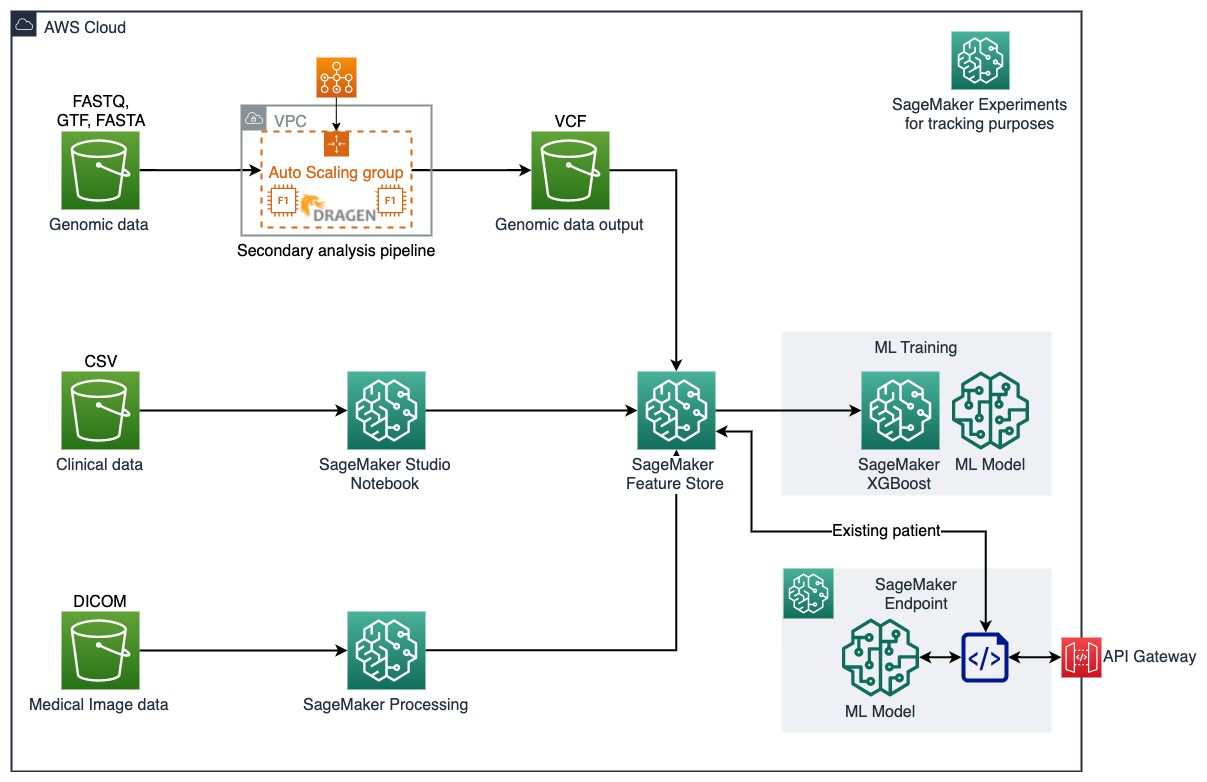 AWS Cloud
SageMaker Experiments
for tracking purposes
FASTQ,
GTF, FASTA
Genomic data
VPC
Auto Scaling group
F1
DRAGEN
F1
Secondary analysis pipeline
VCF
Genomic data output
CSV
Clinical data
SageMaker Studio
Notebook
SageMaker
Feature Store
ML Training
SageMaker
XGBoost
ML Model
Existing patient
DICOM
Medical Image data
SageMaker Processing
SageMaker
Endpoint
ML Model
</>
API Gateway